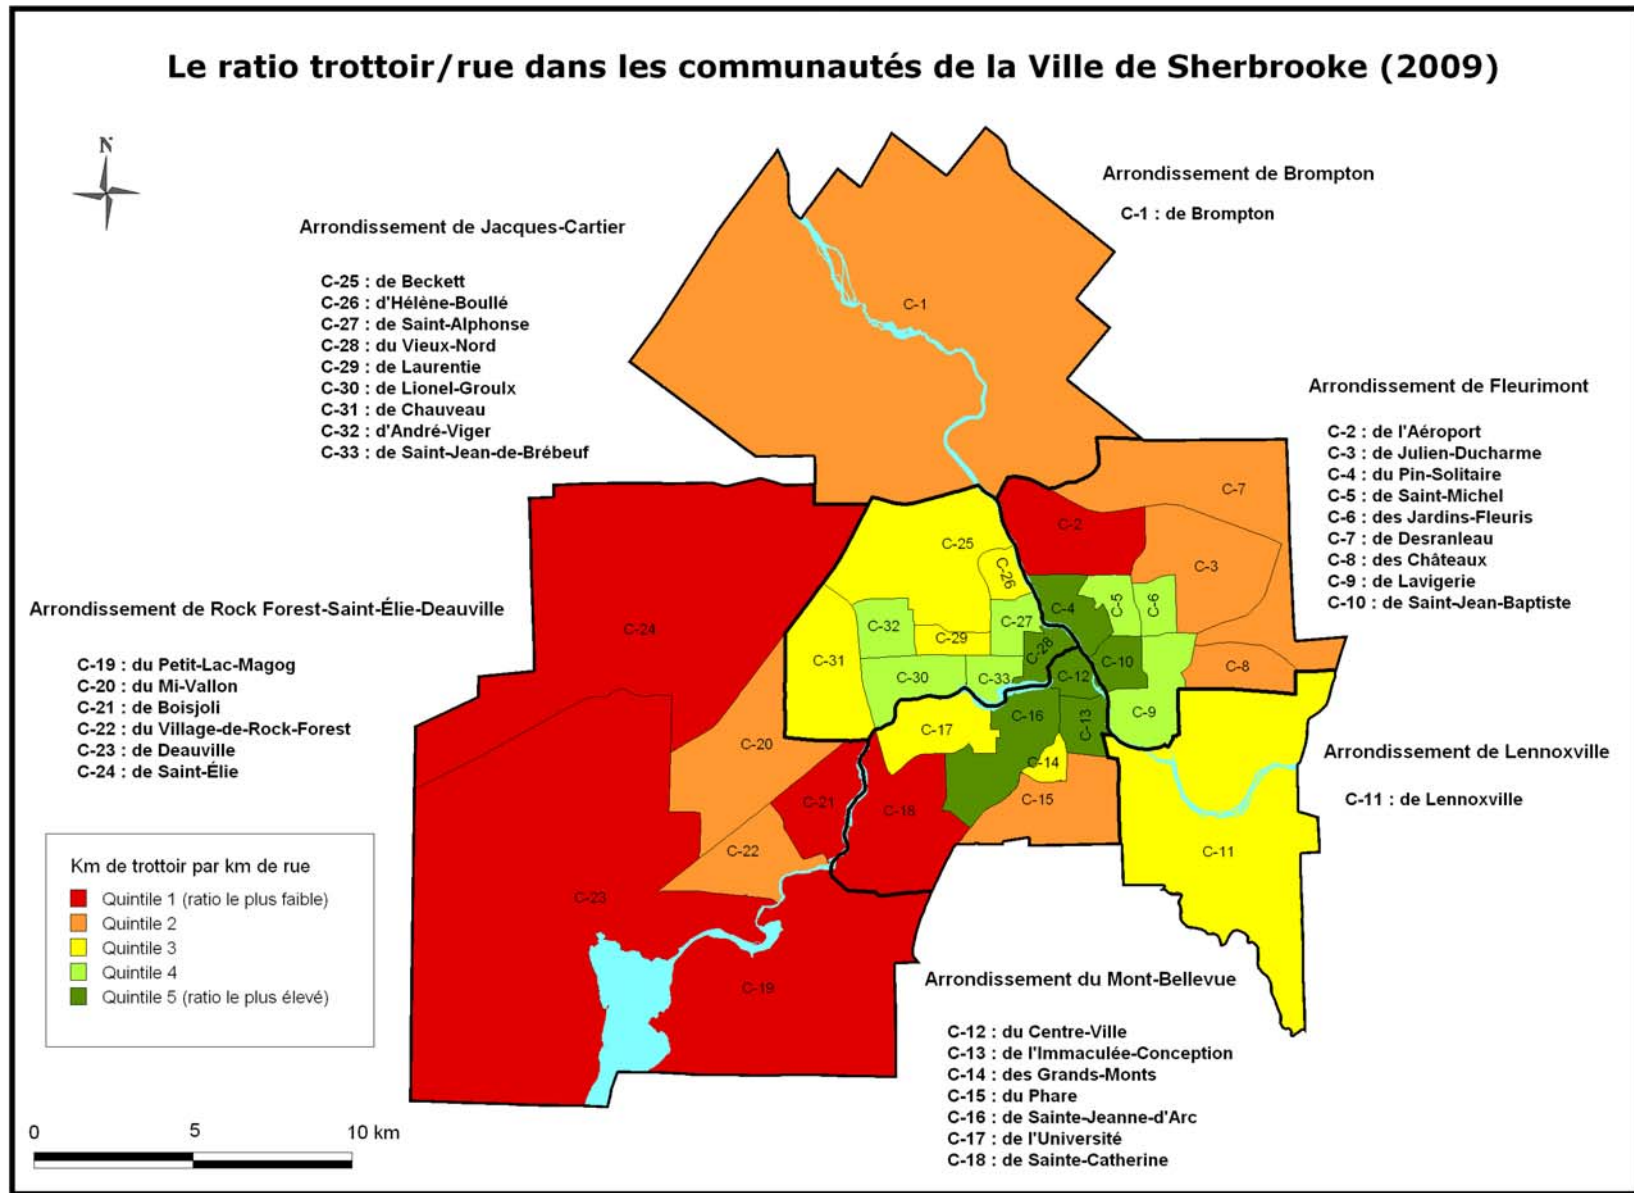 Le ratio trottoir/rue dans les communautés de la Ville de Sherbrooke (2009)
N
Arrondissement de Brompton
C-1 : de Brompton
Arrondissement de Jacques-Cartier
C-25 : de Beckett
C-26 : d'Hélène-Boullé
C-27 : de Saint-Alphonse
C-28 : du Vieux-Nord
C-29 : de Laurentie
C-30 : de Lionel-Groulx
C-31 : de Chauveau
C-32 : d'André-Viger
C-33 : de Saint-Jean-de-Brébeuf
Arrondissement de Fleurimont
C-2 : de l'Aéroport
C-3 : de Julien-Ducharme
C-4 : du Pin-Solitaire
C-5 : de Saint-Michel
C-6 : des Jardins-Fleuris
C-7 : de Desranleau
C-8 : des Châteaux
C-9 : de Lavigerie
C-10 : de Saint-Jean-Baptiste
Arrondissement de Rock Forest-Saint-Élie-Deauville
C-19 : du Petit-Lac-Magog
C-20 : du Mi-Vallon
C-21 : de Boisjoli
C-22 : du Village-de-Rock-Forest
C-23 : de Deauville
C-24 : de Saint-Élie
Arrondissement de Lennoxville
C-11 : de Lennoxville
Arrondissement du Mont-Bellevue
C-12 : du Centre-Ville
C-13 : de l'Immaculée-Conception
C-14 : des Grands-Monts
C-15 : du Phare
C-16 : de Sainte-Jeanne-d'Arc
C-17 : de l'Université
C-18 : de Sainte-Catherine
C-1
C-7
C-2
C-25
C-3
C-26
C-5
C-6
C-4
C-27
C-32
C-24
C-29
C-28
C-31
C-10
C-8
C-30
C-33
C-12
C-9
C-16
C-13
C-17
C-20
C-14
C-15
C-21
C-18
C-22
C-11
C-23
C-19
Km de trottoir par km de rue
Quintile 1 (ratio le plus faible)
Quintile 2
Quintile 3
Quintile 4
Quintile 5 (ratio le plus élevé)
0 5 10 km